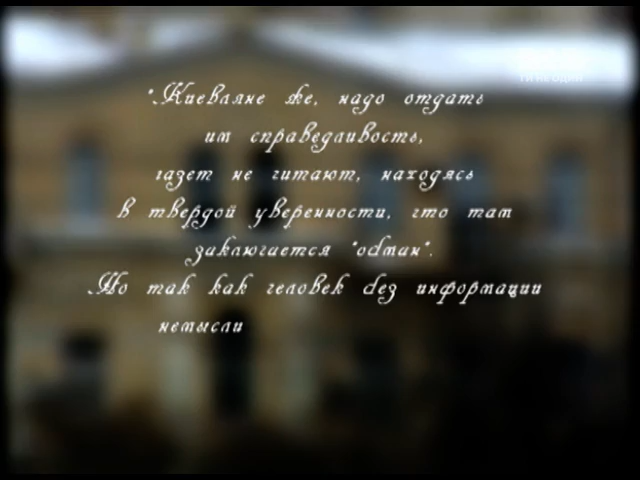 "Киевляне же, надо отдать
им справедливость,
газет не читают, находясь
в твердой уверенности, что там
заключается "обман".
Но так как человек без информации
немысли